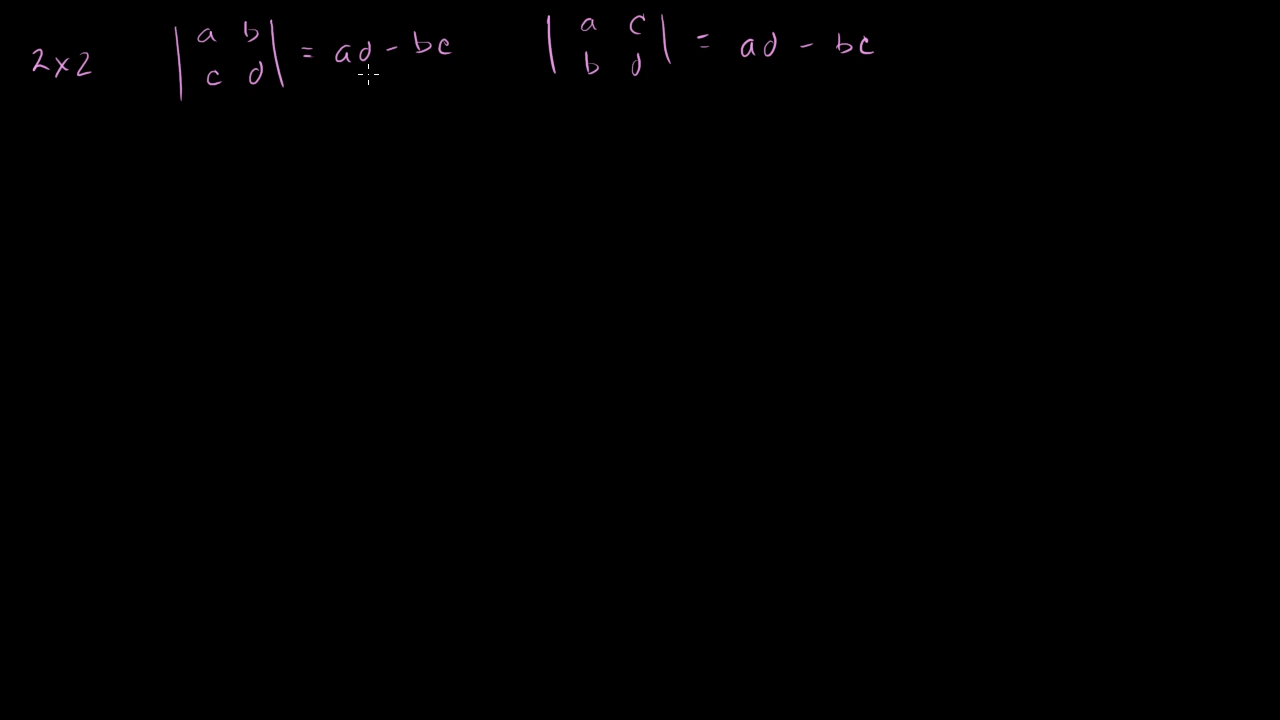 2x2 | a b | = ad - bc | a c | = ad - bc
| c d | | b d |